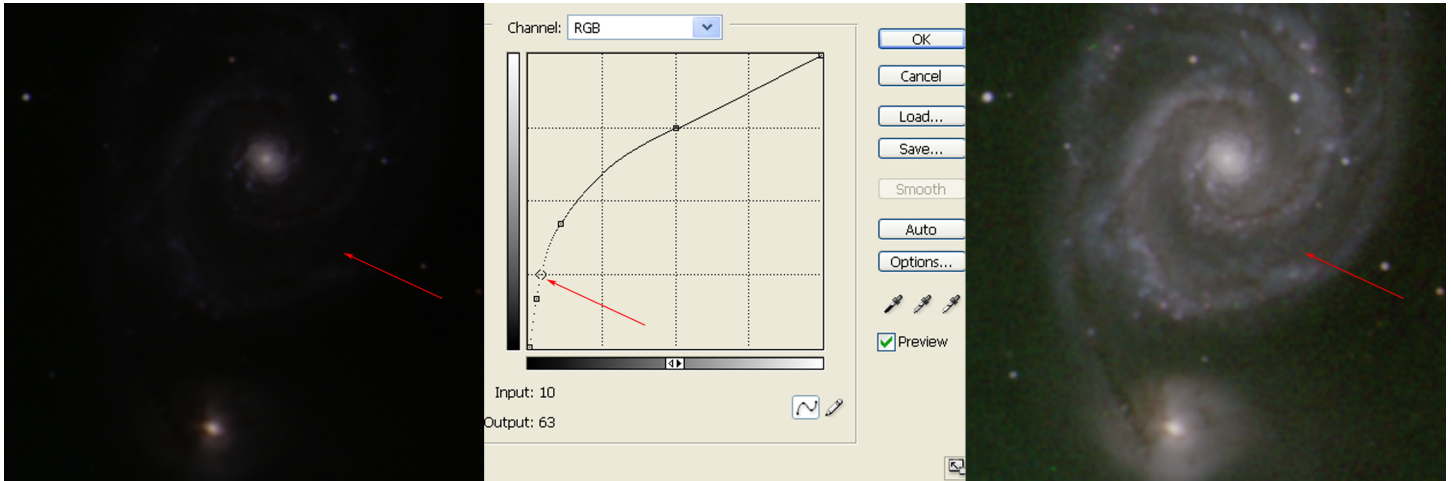 Channel: RGB
OK
Cancel
Load...
Save...
Smooth
Auto
Options...
Preview
Input: 10
Output: 63